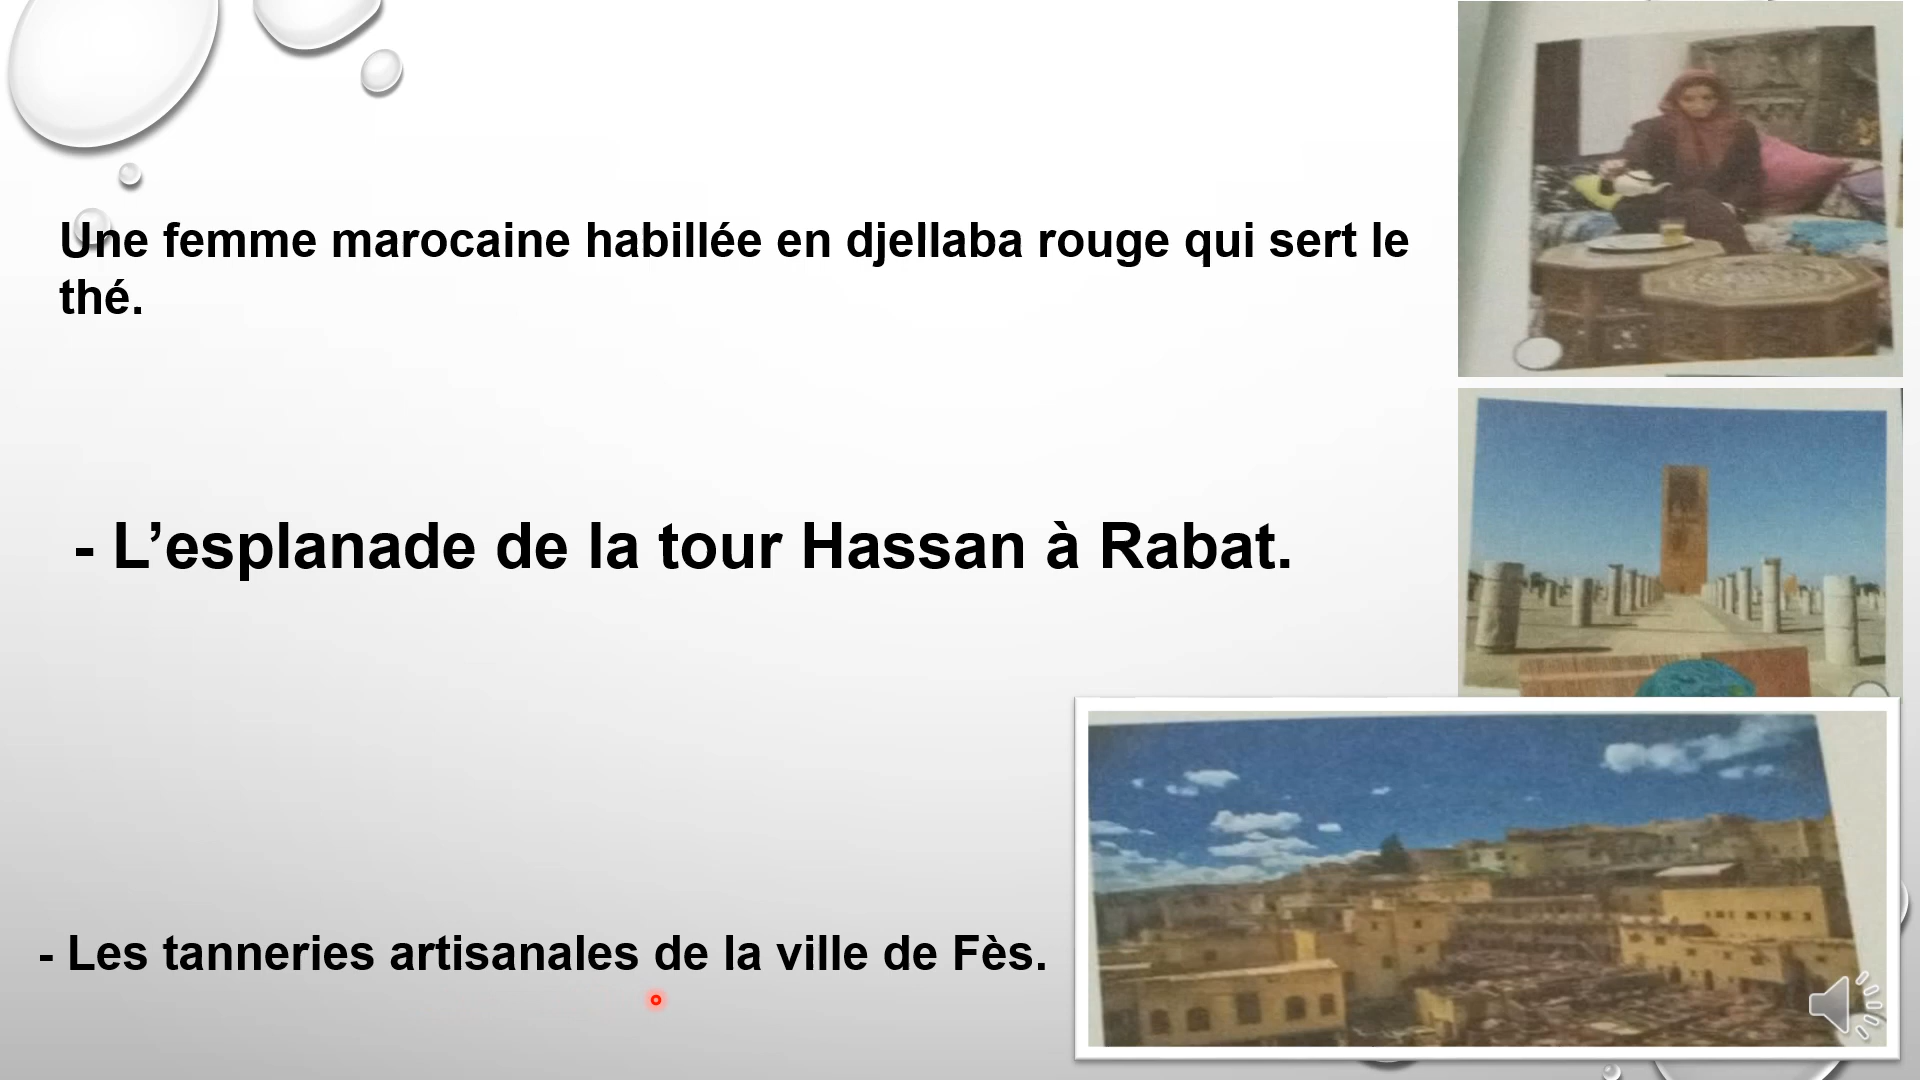 Une femme marocaine habillée en djellaba rouge qui sert le
thé.
- L’esplanade de la tour Hassan à Rabat.
- Les tanneries artisanales de la ville de Fès.